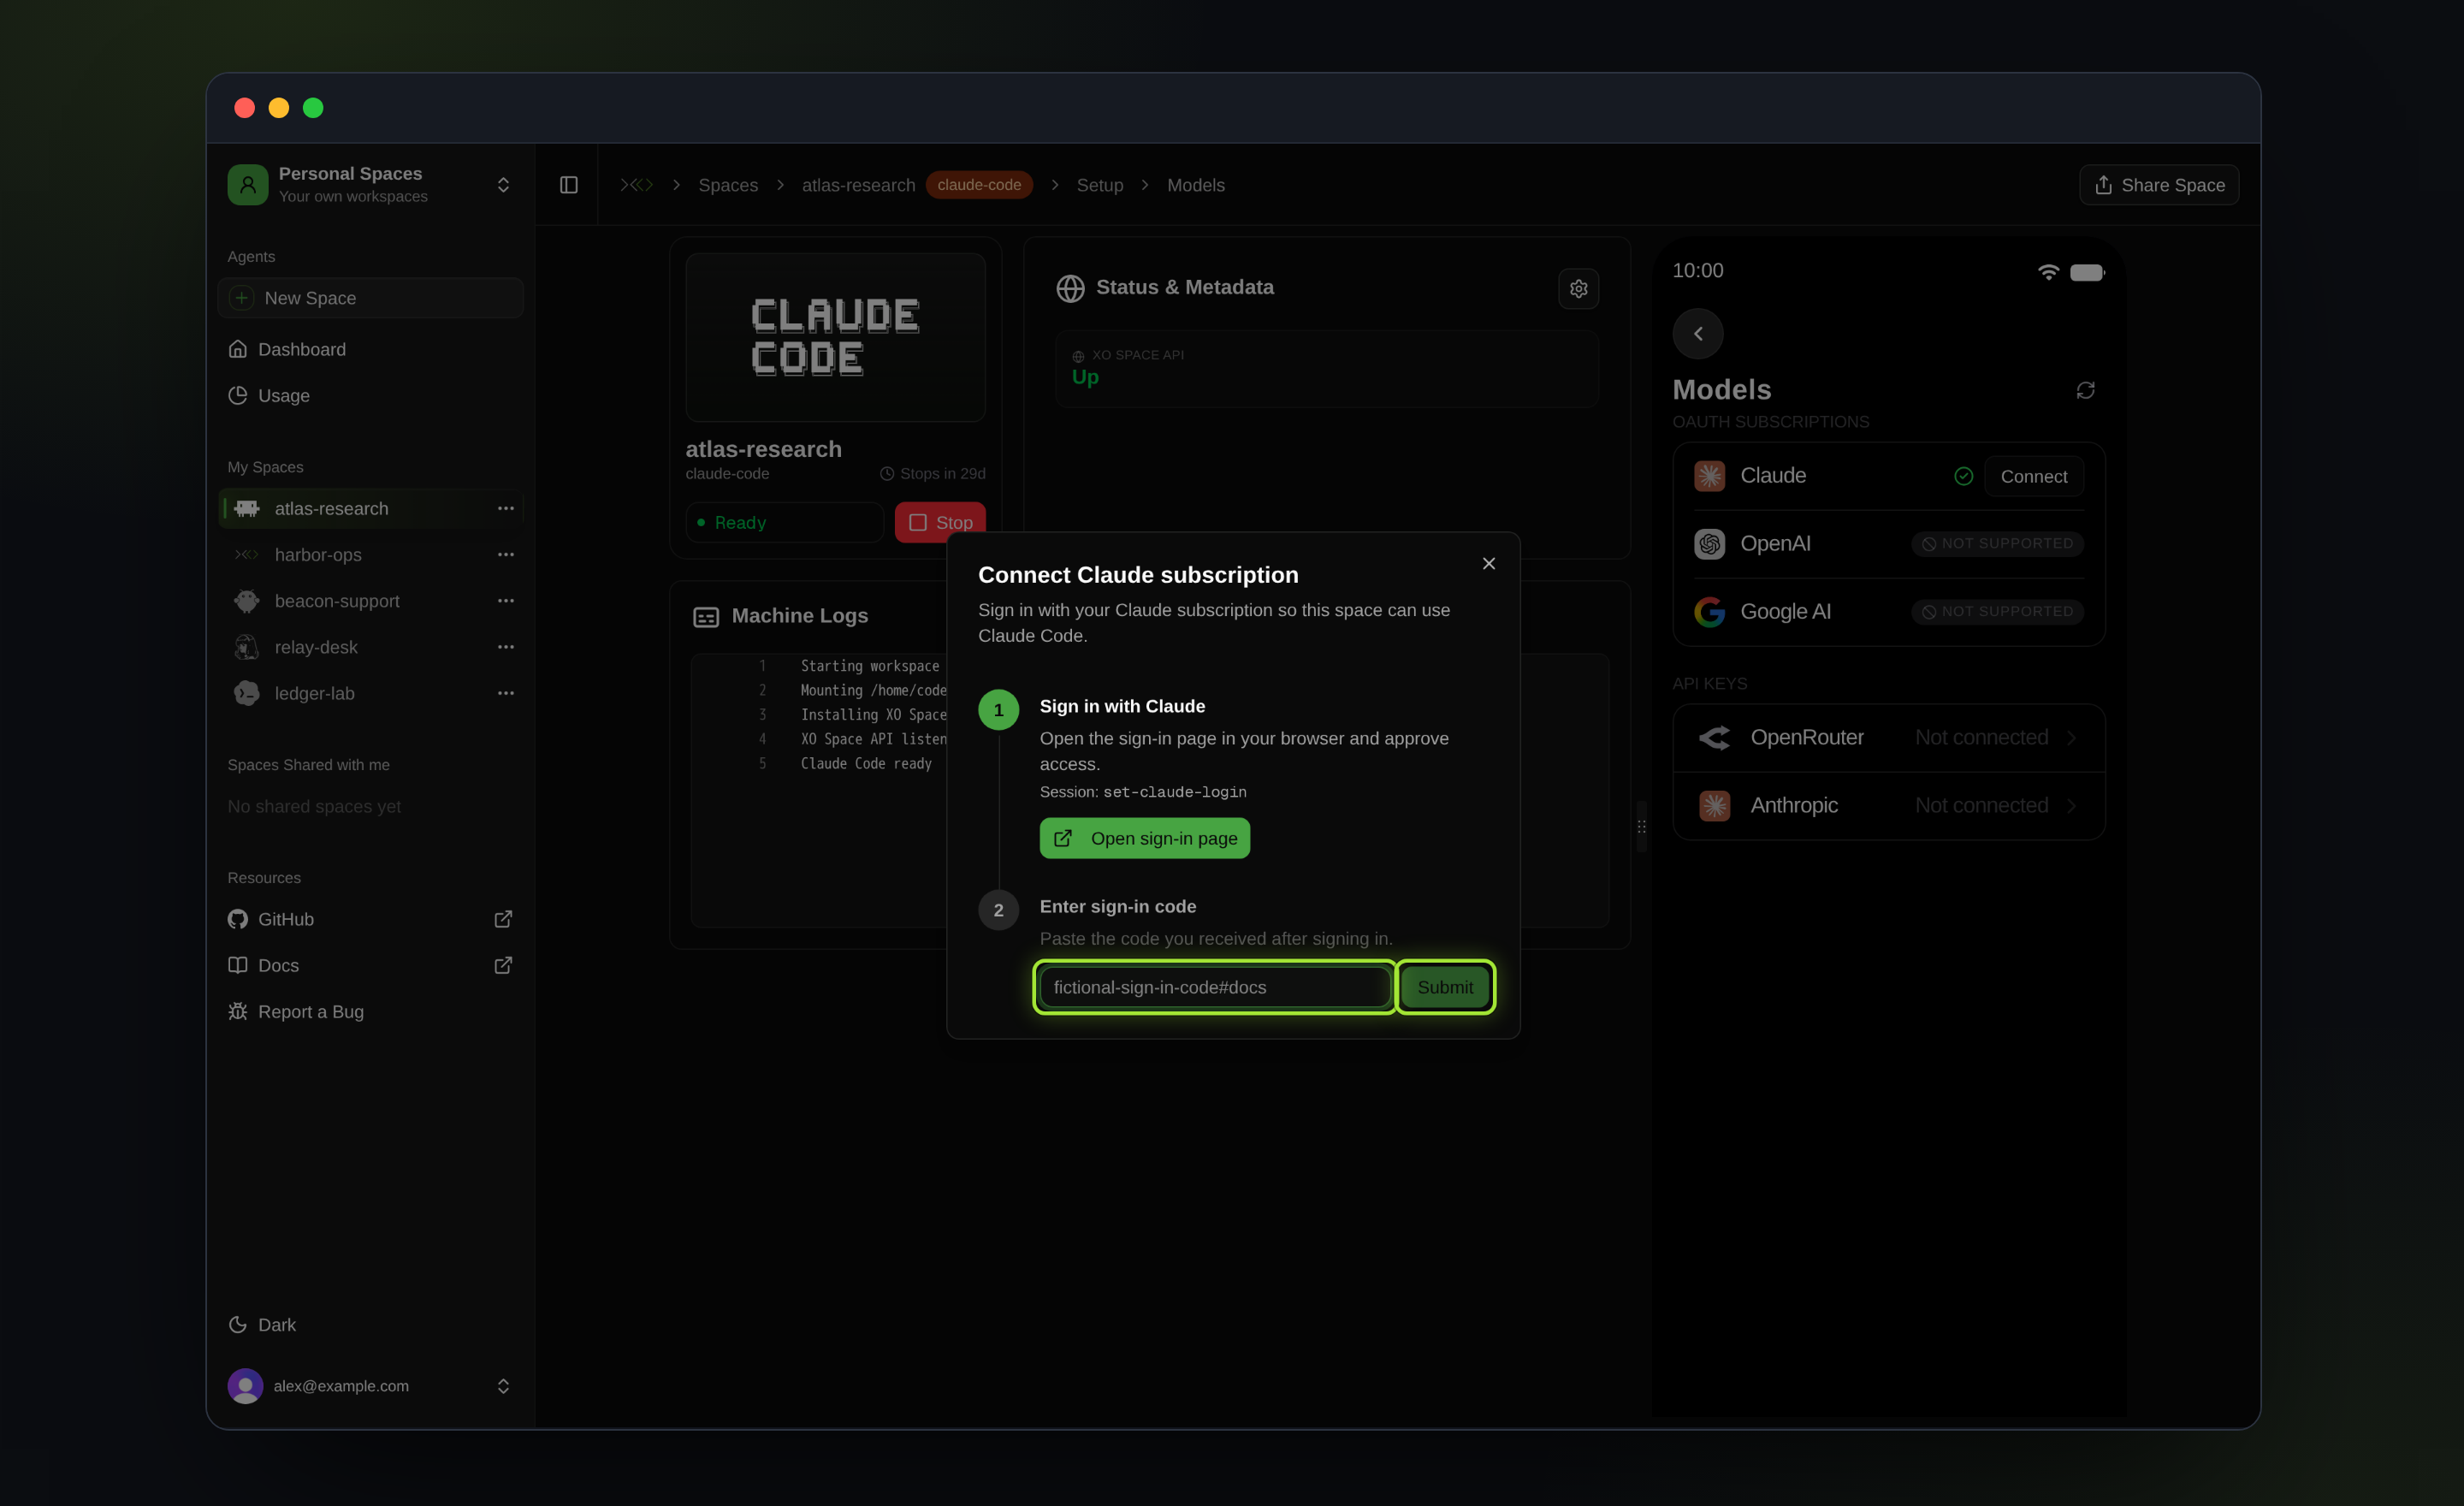 Personal Spaces
Your own workspaces
Agents
New Space
Dashboard
Usage
My Spaces
atlas-research
harbor-ops
beacon-support
relay-desk
ledger-lab
Spaces Shared with me
No shared spaces yet
Resources
GitHub
Docs
Report a Bug
Dark
alex@example.com
Spaces
atlas-research
claude-code
Setup
Models
Share Space
CLAUDE
CODE
atlas-research
claude-code
Stops in 29d
Ready
Stop
Status & Metadata
XO SPACE API
Up
Machine Logs
1 Starting workspace
2 Mounting /home/code
3 Installing XO Space
4 XO Space API listen
5 Claude Code ready
Connect Claude subscription
Sign in with your Claude subscription so this space can use
Claude Code.
1
Sign in with Claude
Open the sign-in page in your browser and approve
access.
Session: set-claude-login
Open sign-in page
2
Enter sign-in code
Paste the code you received after signing in.
fictional-sign-in-code#docs
Submit
10:00
Models
OAUTH SUBSCRIPTIONS
Claude
Connect
OpenAI
NOT SUPPORTED
Google AI
NOT SUPPORTED
API KEYS
OpenRouter
Not connected
Anthropic
Not connected